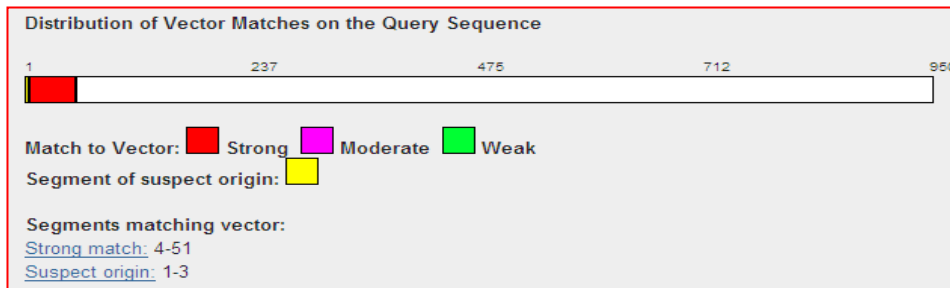 Distribution of Vector Matches on the Query Sequence
1 237 475 712 950
Match to Vector: Strong Moderate Weak
Segment of suspect origin:
Segments matching vector:
Strong match: 4-51
Suspect origin: 1-3